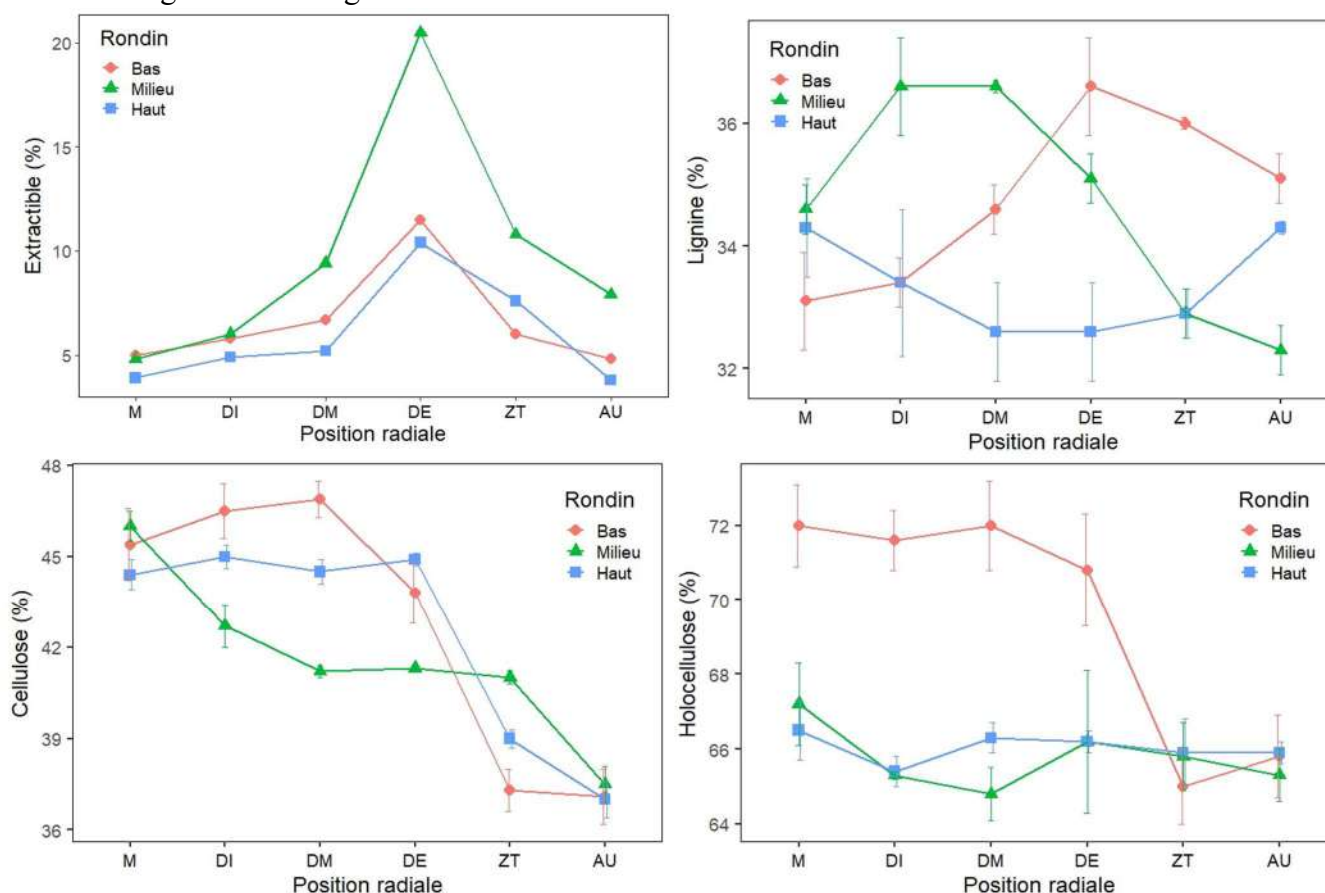 Rondin
Bas
Milieu
Haut
20
15
10
5
Extractible (%)
M DI DM DE ZT AU
Position radiale
Rondin
Bas
Milieu
Haut
36
34
32
Lignine (%)
M DI DM DE ZT AU
Position radiale
Rondin
Bas
Milieu
Haut
48
45
42
39
36
Cellulose (%)
M DI DM DE ZT AU
Position radiale
Rondin
Bas
Milieu
Haut
72
70
68
66
64
Holocellulose (%)
M DI DM DE ZT AU
Position radiale